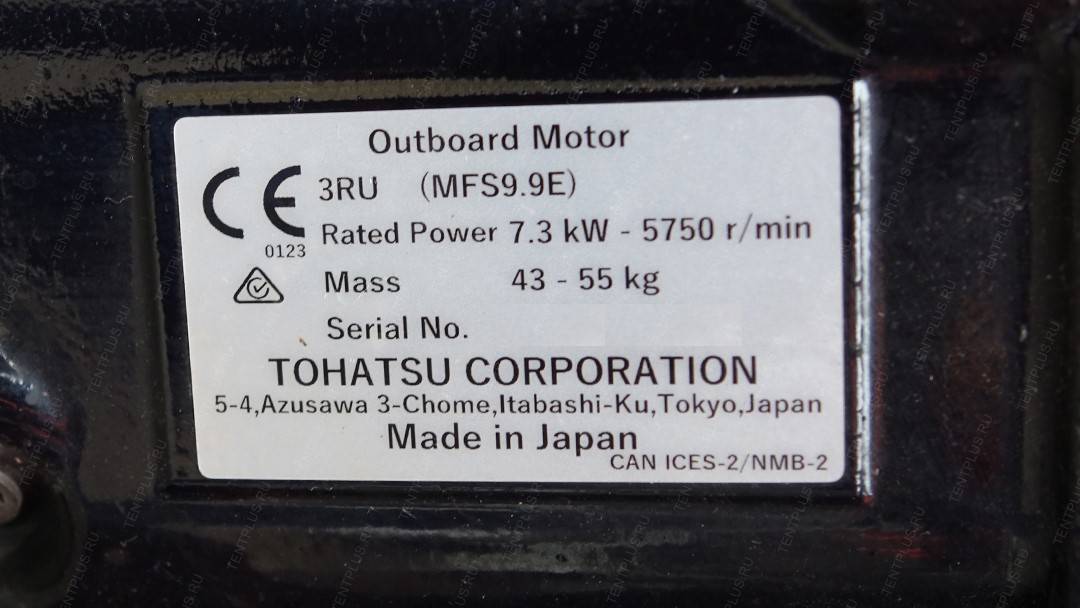 Outboard Motor
CE 3RU (MFS9.9E)
0123
Rated Power 7.3 kW - 5750 r/min
Mass 43 - 55 kg
Serial No.
TOHATSU CORPORATION
5-4,Azusawa 3-Chome,Itabashi-Ku,Tokyo,Japan
Made in Japan
CAN ICES-2/NMB-2
TENTPLUS.RU